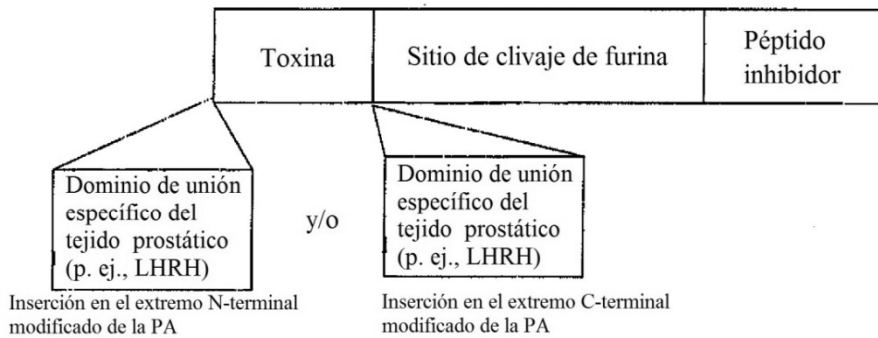 Toxina
Sitio de clivaje de furina
Péptido
inhibidor
Dominio de unión
específico del
tejido prostático
(p. ej., LHRH)
y/o
Dominio de unión
específico del
tejido prostático
(p. ej., LHRH)
Inserción en el extremo N-terminal
modificado de la PA
Inserción en el extremo C-terminal
modificado de la PA